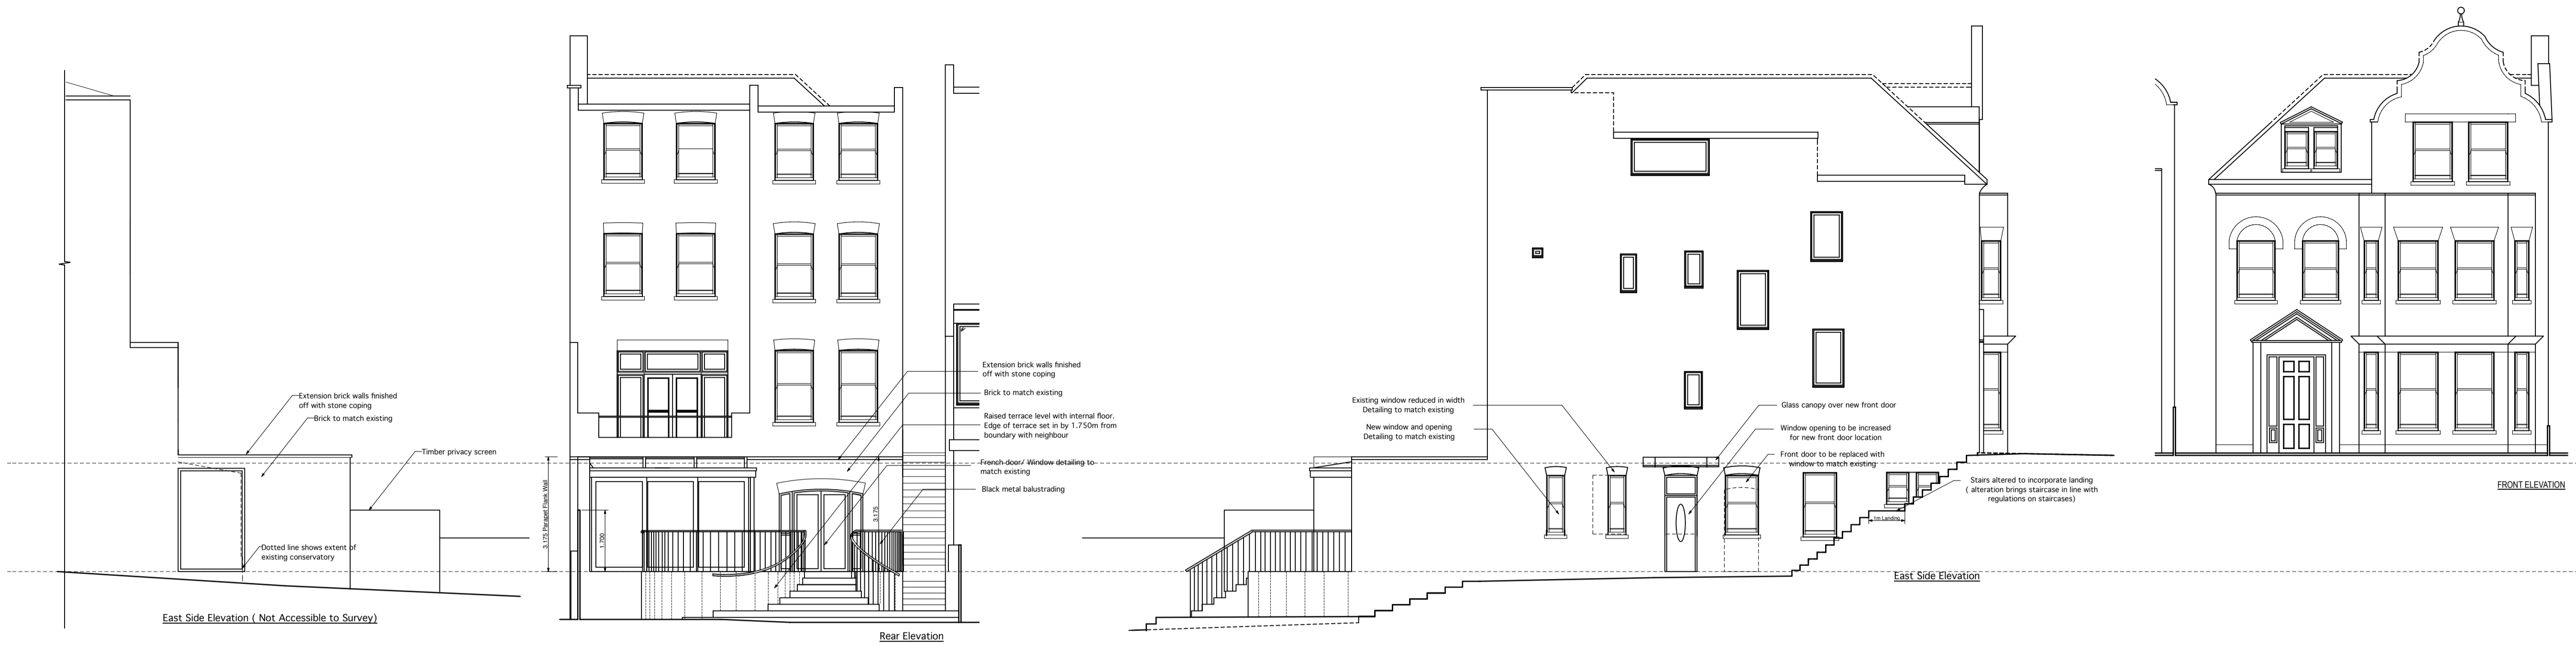 Extension brick walls finished
off with stone coping
Brick to match existing
Timber privacy screen
Dotted line shows extent of
existing conservatory
East Side Elevation ( Not Accessible to Survey)
3.175 Parapet Flank Wall
1.700
3.175
Extension brick walls finished
off with stone coping
Brick to match existing
Raised terrace level with internal floor.
Edge of terrace set in by 1.750m from
boundary with neighbour
French door/ Window detailing to
match existing
Black metal balustrading
Rear Elevation
Existing window reduced in width
Detailing to match existing
New window and opening
Detailing to match existing
Glass canopy over new front door
Window opening to be increased
for new front door location
Front door to be replaced with
window to match existing
Stairs altered to incorporate landing
( alteration brings staircase in line with
regulations on staircases)
1m Landing
East Side Elevation
FRONT ELEVATION